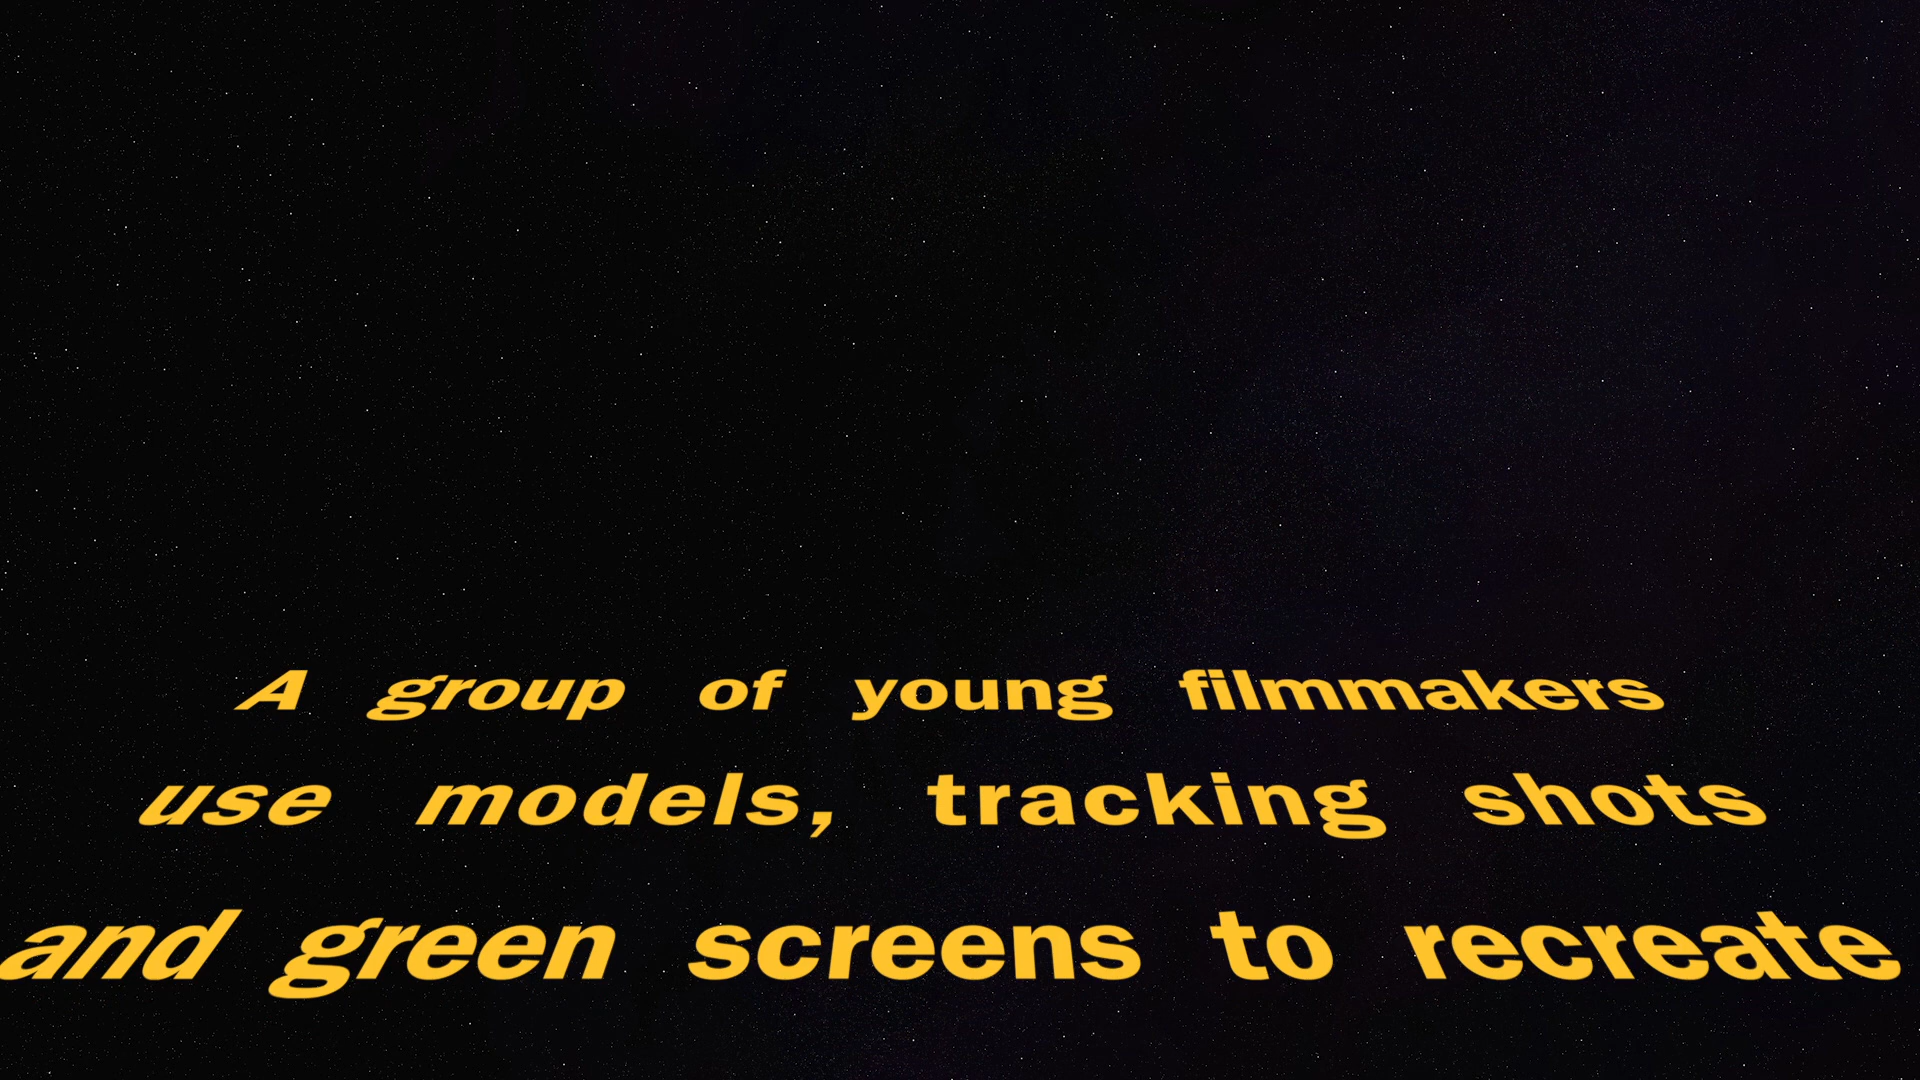 A group of young filmmakers
use models, tracking shots
and green screens to recreate